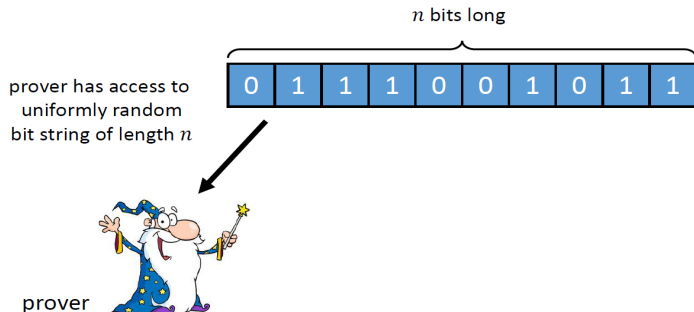 n bits long
prover has access to
uniformly random
bit string of length n
0 1 1 1 0 0 1 0 1 1
prover